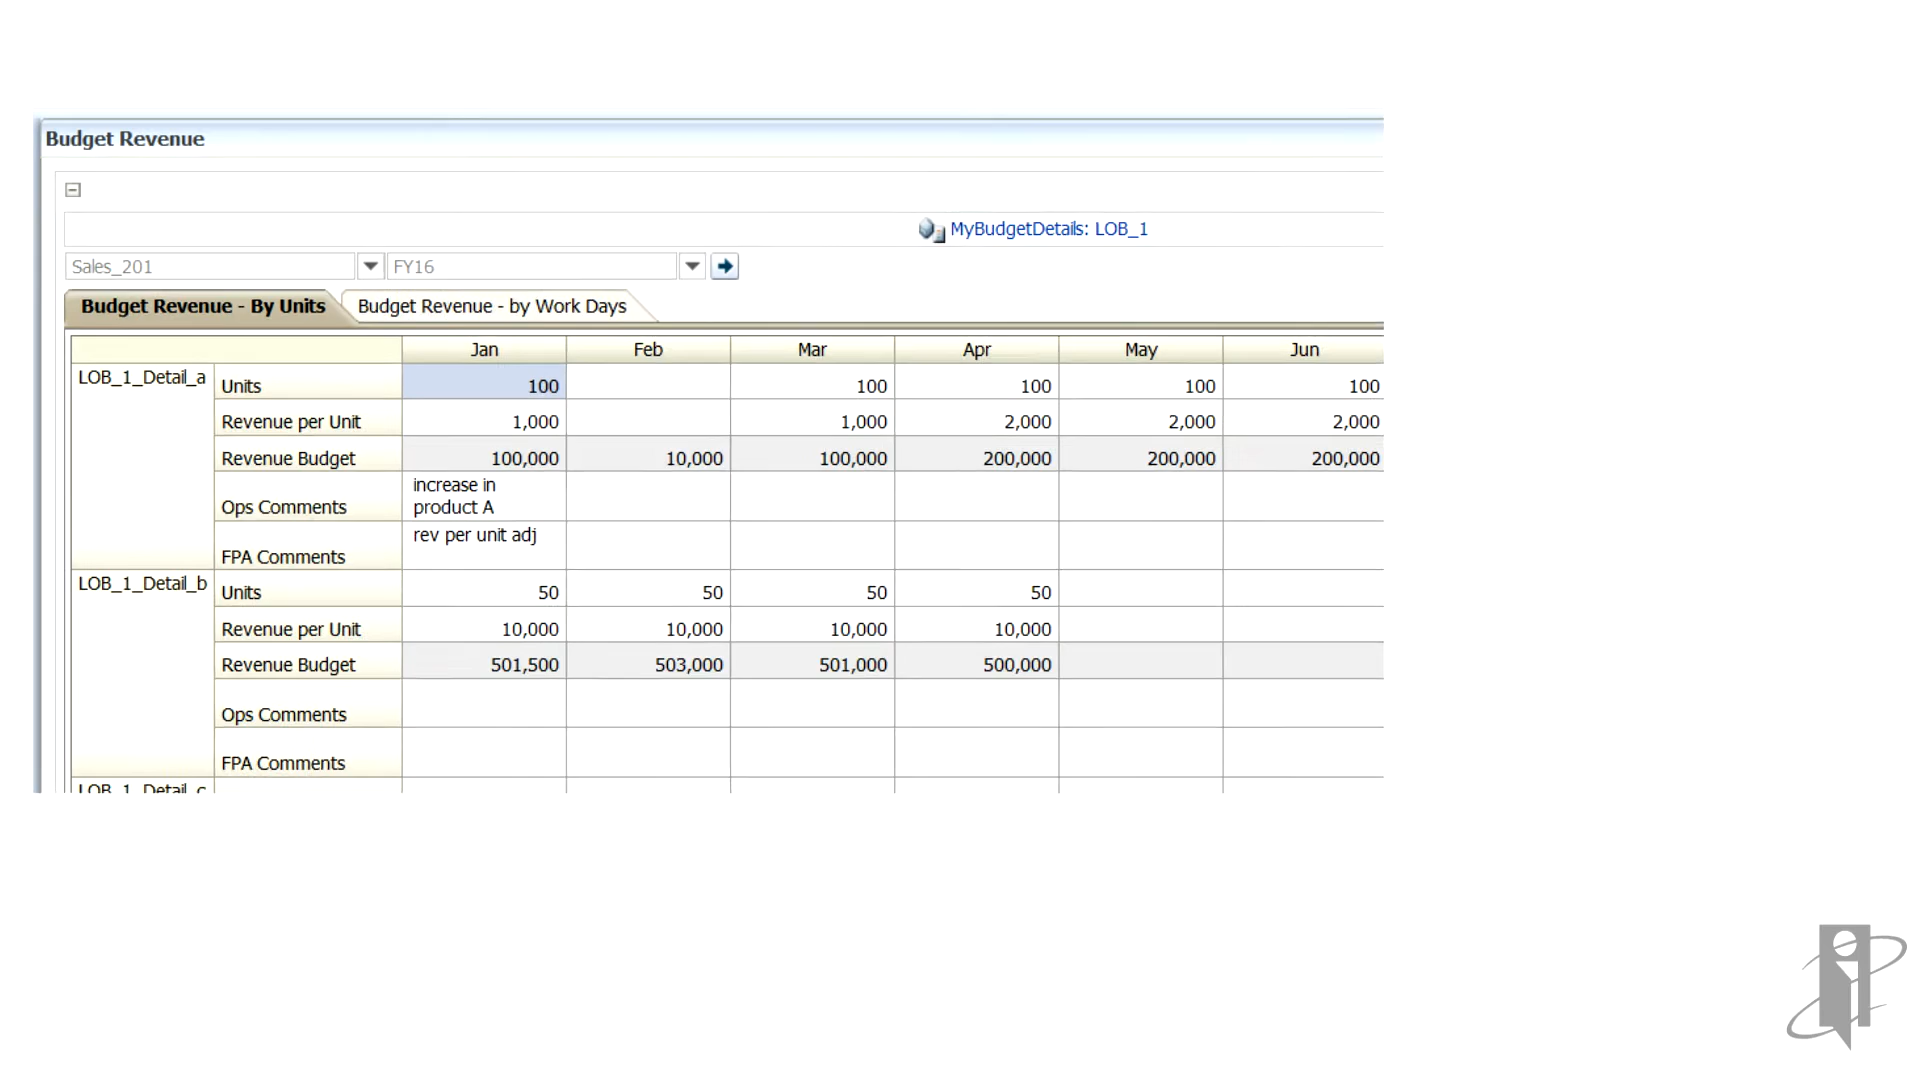 Budget Revenue
MyBudgetDetails: LOB_1
Sales_201 FY16
Budget Revenue - By Units Budget Revenue - by Work Days
Jan Feb Mar Apr May Jun
LOB_1_Detail_a Units 100 100 100 100 100
Revenue per Unit 1,000 1,000 2,000 2,000 2,000
Revenue Budget 100,000 10,000 100,000 200,000 200,000 200,000
increase in
Ops Comments product A
rev per unit adj
FPA Comments
LOB_1_Detail_b Units 50 50 50 50
Revenue per Unit 10,000 10,000 10,000 10,000
Revenue Budget 501,500 503,000 501,000 500,000
Ops Comments
FPA Comments
LOB_1_Detail_c